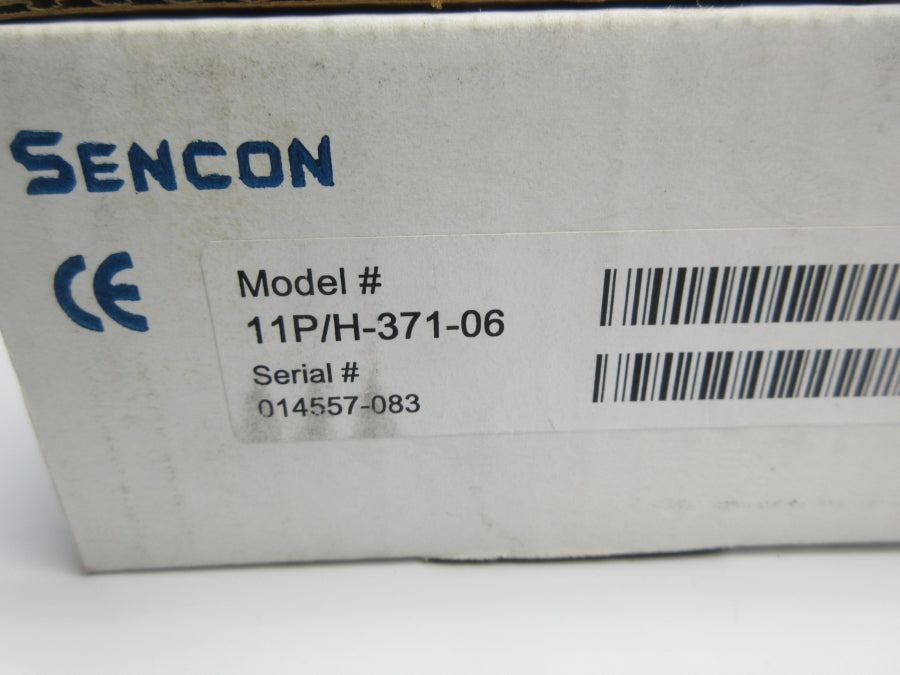 SENCON
CE
Model #
11P/H-371-06
Serial #
014557-083